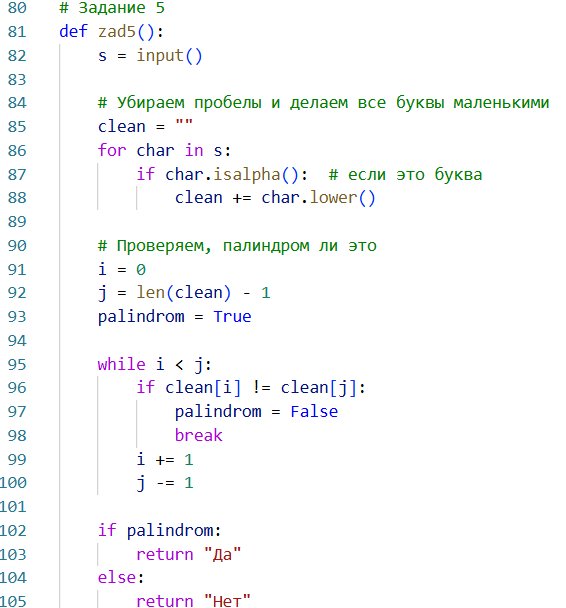 80 # Задание 5
81 def zad5():
82     s = input()
83
84     # Убираем пробелы и делаем все буквы маленькими
85     clean = ""
86     for char in s:
87         if char.isalpha():  # если это буква
88             clean += char.lower()
89
90     # Проверяем, палиндром ли это
91     i = 0
92     j = len(clean) - 1
93     palindrom = True
94
95     while i < j:
96         if clean[i] != clean[j]:
97             palindrom = False
98             break
99         i += 1
100         j -= 1
101
102     if palindrom:
103         return "Да"
104     else:
105         return "Нет"